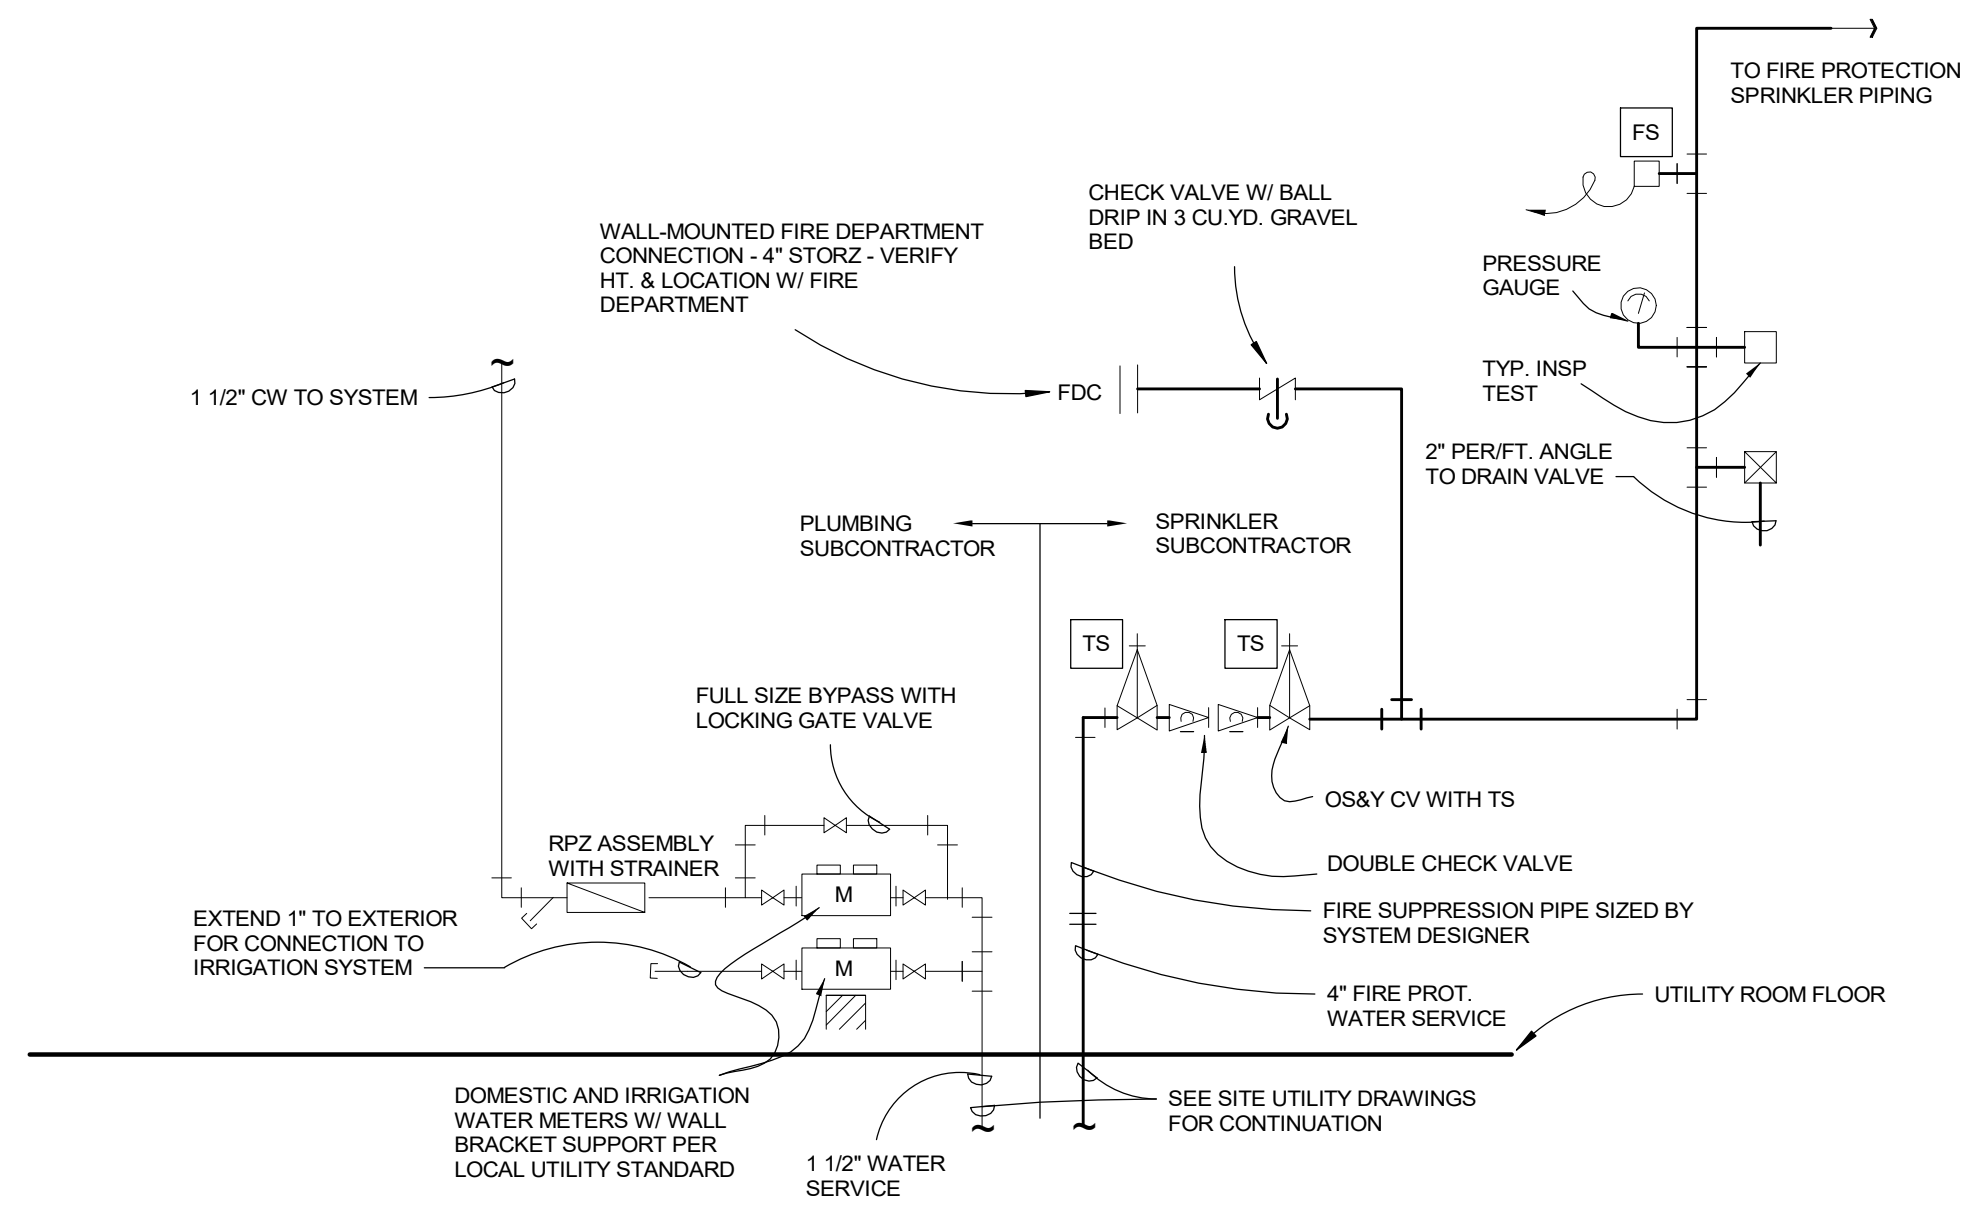 TO FIRE PROTECTION
SPRINKLER PIPING
FS
CHECK VALVE W/ BALL
DRIP IN 3 CU.YD. GRAVEL
BED
WALL-MOUNTED FIRE DEPARTMENT
CONNECTION - 4" STORZ - VERIFY
HT. & LOCATION W/ FIRE
DEPARTMENT
PRESSURE
GAUGE
TYP. INSP
TEST
1 1/2" CW TO SYSTEM
FDC
2" PER/FT. ANGLE
TO DRAIN VALVE
PLUMBING
SUBCONTRACTOR
SPRINKLER
SUBCONTRACTOR
TS
TS
FULL SIZE BYPASS WITH
LOCKING GATE VALVE
OS&Y CV WITH TS
RPZ ASSEMBLY
WITH STRAINER
DOUBLE CHECK VALVE
M
EXTEND 1" TO EXTERIOR
FOR CONNECTION TO
IRRIGATION SYSTEM
FIRE SUPPRESSION PIPE SIZED BY
SYSTEM DESIGNER
M
4" FIRE PROT.
WATER SERVICE
UTILITY ROOM FLOOR
DOMESTIC AND IRRIGATION
WATER METERS W/ WALL
BRACKET SUPPORT PER
LOCAL UTILITY STANDARD
SEE SITE UTILITY DRAWINGS
FOR CONTINUATION
1 1/2" WATER
SERVICE